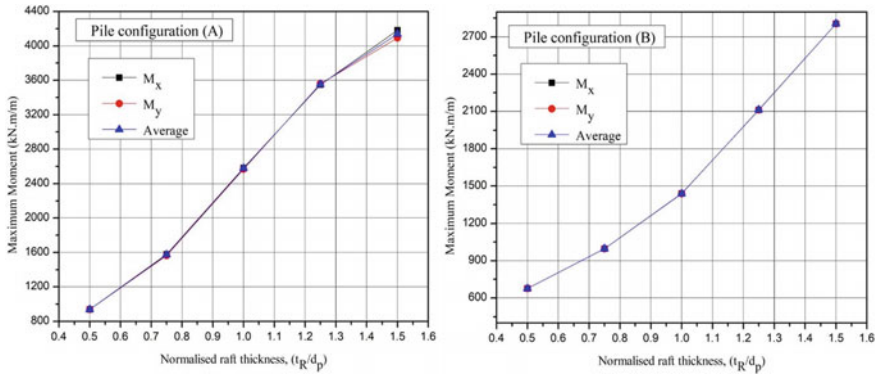 Pile configuration (A)
Mx
My
Average
Maximum Moment (kN.m/m)
4400
4000
3600
3200
2800
2400
2000
1600
1200
800
0.4 0.5 0.6 0.7 0.8 0.9 1.0 1.1 1.2 1.3 1.4 1.5 1.6
Normalised raft thickness, (tR/dp)
Pile configuration (B)
Mx
My
Average
Maximum Moment (kN.m/m)
2700
2400
2100
1800
1500
1200
900
600
0.4 0.5 0.6 0.7 0.8 0.9 1.0 1.1 1.2 1.3 1.4 1.5 1.6
Normalised raft thickness, (tR/dp)